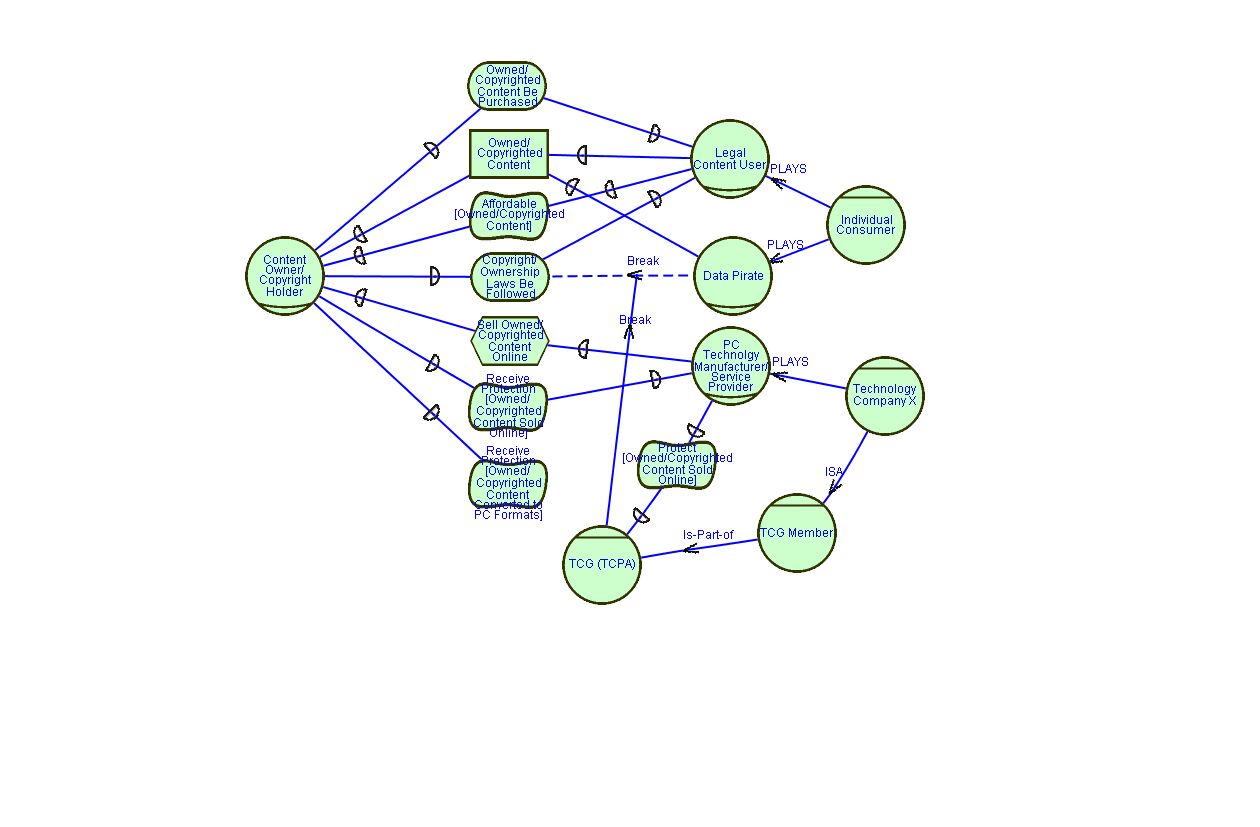 Owned/
Copyrighted
Content Be
Purchased
Owned/
Copyrighted
Content
Affordable
[Owned/Copyrighted
Content]
Copyright/
Ownership
Laws Be
Followed
Sell Owned/
Copyrighted
Content
Online
Receive
Protection
[Owned/
Copyrighted
Content Sold
Online]
Receive
Protection
[Owned/
Copyrighted
Content
Converted to
PC Formats]
Content
Owner/
Copyright
Holder
Legal
Content User
PLAYS
Individual
Consumer
PLAYS
Data Pirate
Break
Break
PC
Technolgy
Manufacturer/
Service
Provider
PLAYS
Technology
Company X
Protect
[Owned/Copyrighted
Content Sold
Online]
ISA
TCG Member
Is-Part-of
TCG (TCPA)